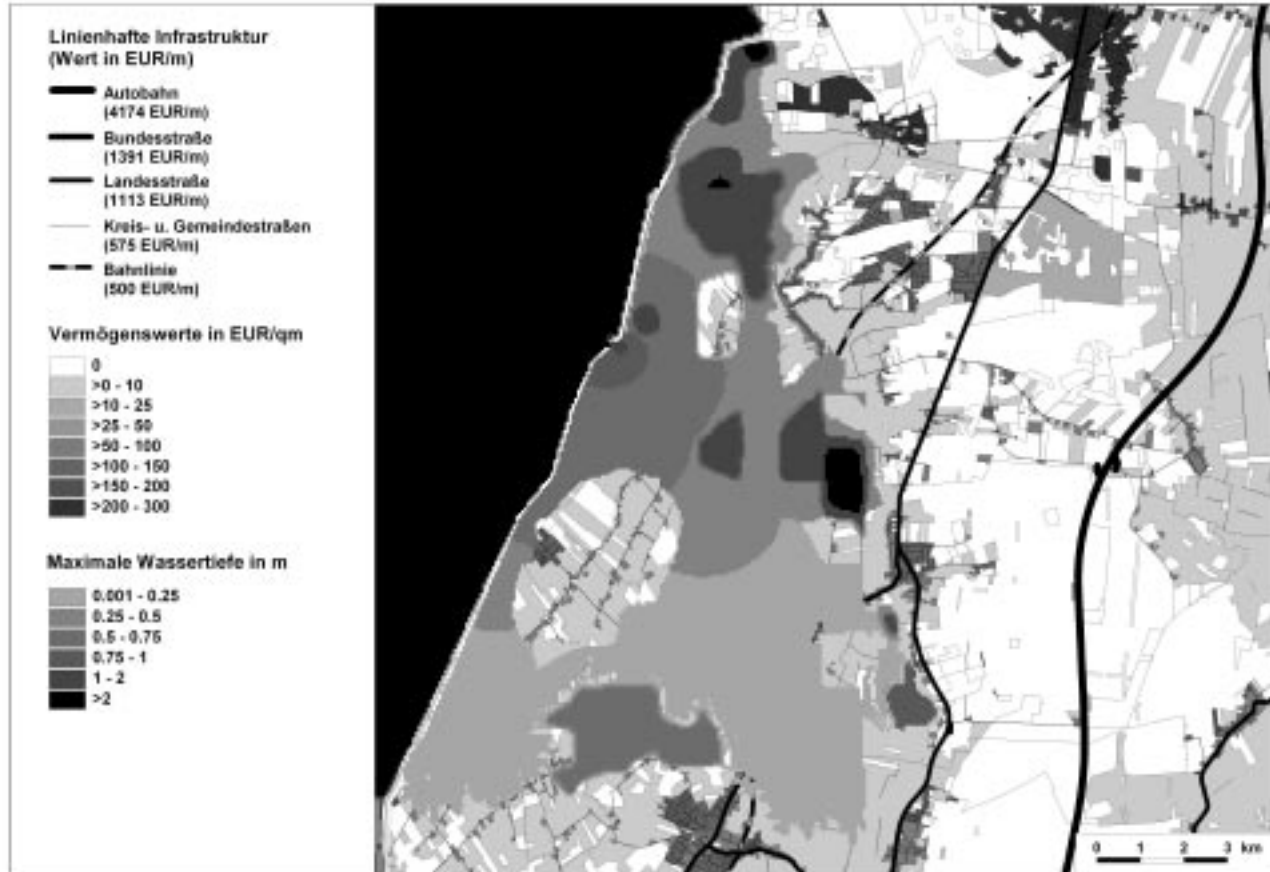 Linienhafte Infrastruktur
(Wert in EUR/m)
Autobahn
(4174 EUR/m)
Bundesstraße
(1391 EUR/m)
Landesstraße
(1113 EUR/m)
Kreis- u. Gemeindestraßen
(575 EUR/m)
Bahnlinie
(500 EUR/m)
Vermögenswerte in EUR/qm
0
>0 - 10
>10 - 25
>25 - 50
>50 - 100
>100 - 150
>150 - 200
>200 - 300
Maximale Wassertiefe in m
0.001 - 0.25
0.25 - 0.5
0.5 - 0.75
0.75 - 1
1 - 2
>2
0 1 2 3 km